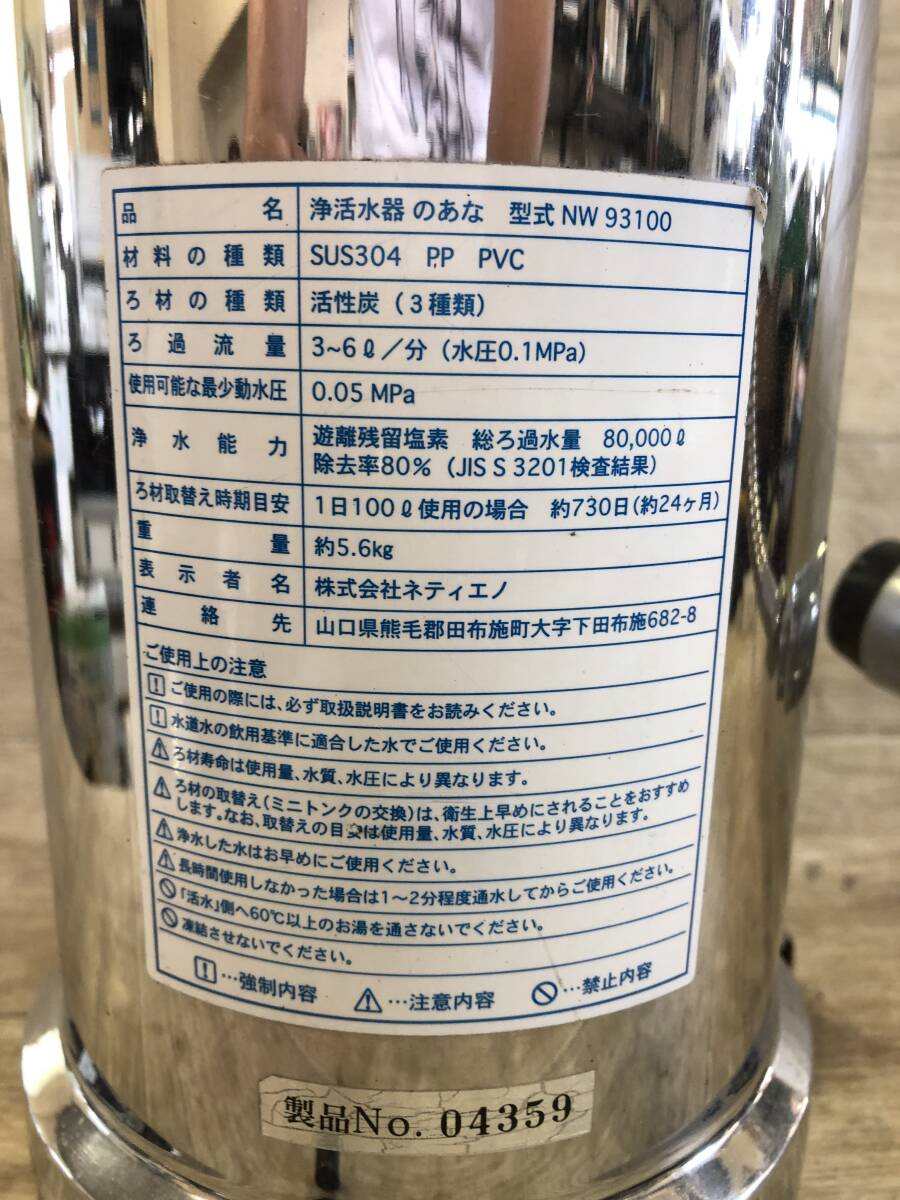 品名 浄活水器 のあな 型式 NW 93100
材料の種類 SUS304 PP PVC
ろ材の種類 活性炭（3種類）
ろ過流量 3~6ℓ／分（水圧0.1MPa）
使用可能な最少動水圧 0.05 MPa
浄水能力 遊離残留塩素 総ろ過水量 80,000ℓ
除去率80%（JIS S 3201検査結果）
ろ材取替え時期目安 1日100ℓ使用の場合 約730日(約24ヶ月)
重量 約5.6kg
表示者名 株式会社ネティエノ
連絡先 山口県熊毛郡田布施町大字下田布施682-8
ご使用上の注意
ご使用の際には、必ず取扱説明書をお読みください。
水道水の飲用基準に適合した水でご使用ください。
ろ材寿命は使用量、水質、水圧により異なります。
ろ材の取替え(ミニトンクの交換)は、衛生上早めにされることをおすすめ
します。なお、取替えの目安は使用量、水質、水圧により異なります。
浄水した水はお早めにご使用ください。
長時間使用しなかった場合は1〜2分程度通水してからご使用ください。
「活水」側へ60℃以上のお湯を通さないでください。
凍結させないでください。
…強制内容 …注意内容 …禁止内容
製品No. 04359